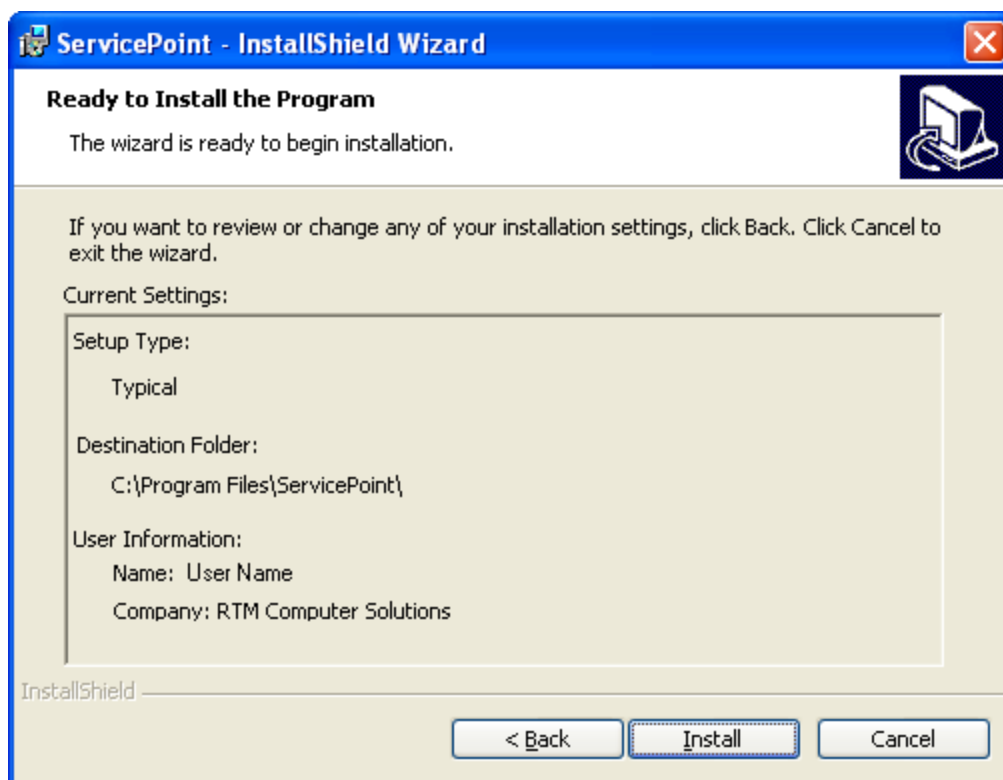 ServicePoint - InstallShield Wizard
Ready to Install the Program
The wizard is ready to begin installation.
If you want to review or change any of your installation settings, click Back. Click Cancel to
exit the wizard.
Current Settings:
Setup Type:
Typical
Destination Folder:
C:\Program Files\ServicePoint\
User Information:
Name: User Name
Company: RTM Computer Solutions
InstallShield
< Back Install Cancel